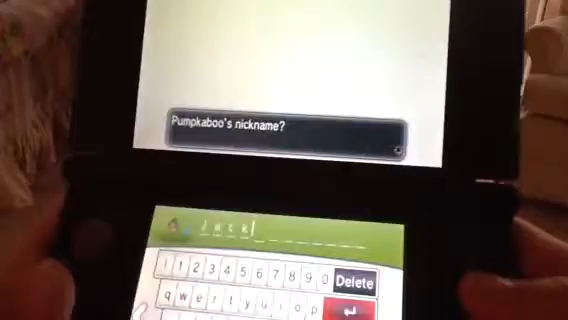 Pumpkaboo's nickname?
Jack
1 2 3 4 5 6 7 8 9 0 Delete
q w e r t y u i o p